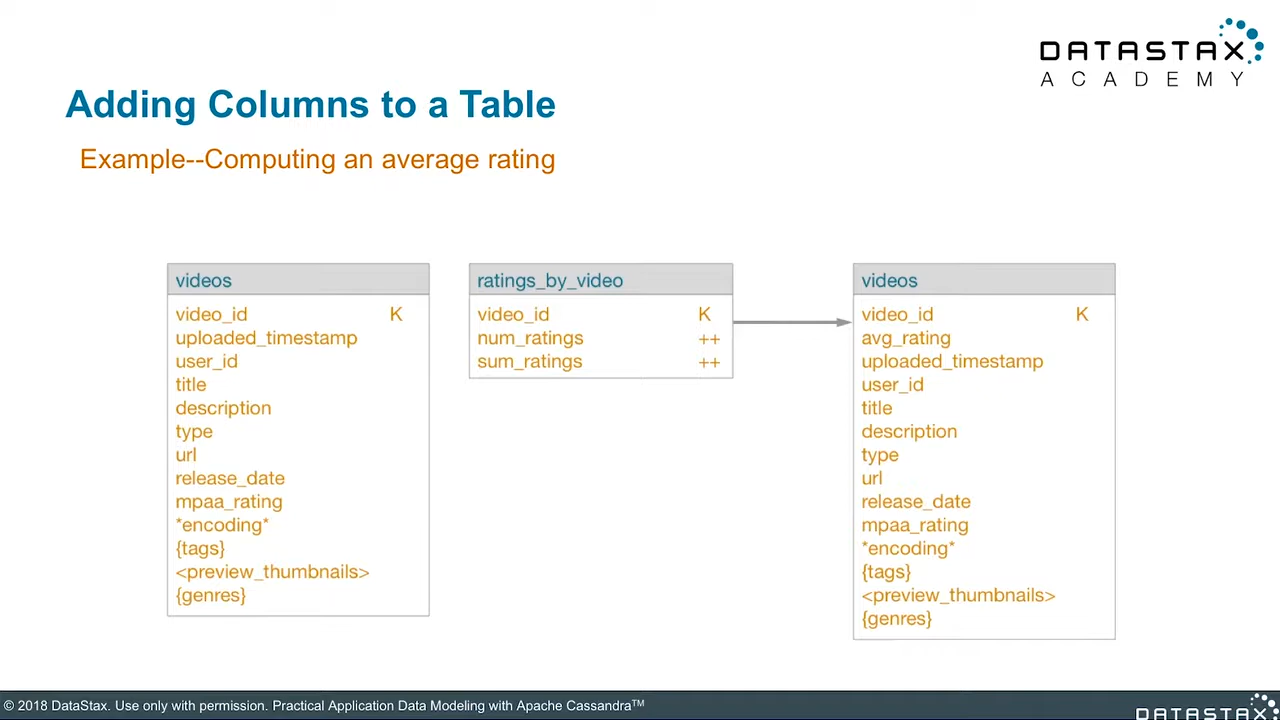 DATASTAX
ACADEMY
Adding Columns to a Table
Example--Computing an average rating
videos
video_id K
uploaded_timestamp
user_id
title
description
type
url
release_date
mpaa_rating
*encoding*
{tags}
<preview_thumbnails>
{genres}
ratings_by_video
video_id K
num_ratings ++
sum_ratings ++
videos
video_id K
avg_rating
uploaded_timestamp
user_id
title
description
type
url
release_date
mpaa_rating
*encoding*
{tags}
<preview_thumbnails>
{genres}
© 2018 DataStax. Use only with permission. Practical Application Data Modeling with Apache Cassandra™
DATASTAX